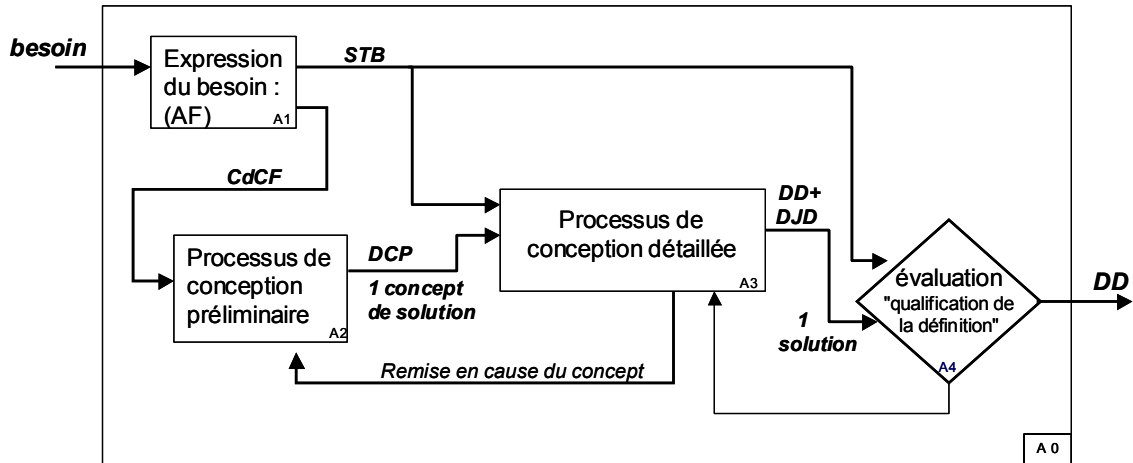 besoin
Expression
du besoin :
(AF)
A1
STB
CdCF
Processus de
conception
préliminaire
A2
DCP
1 concept
de solution
Processus de
conception détaillée
A3
DD+
DJD
1
solution
évaluation
"qualification de
la définition"
A4
DD
Remise en cause du concept
A 0